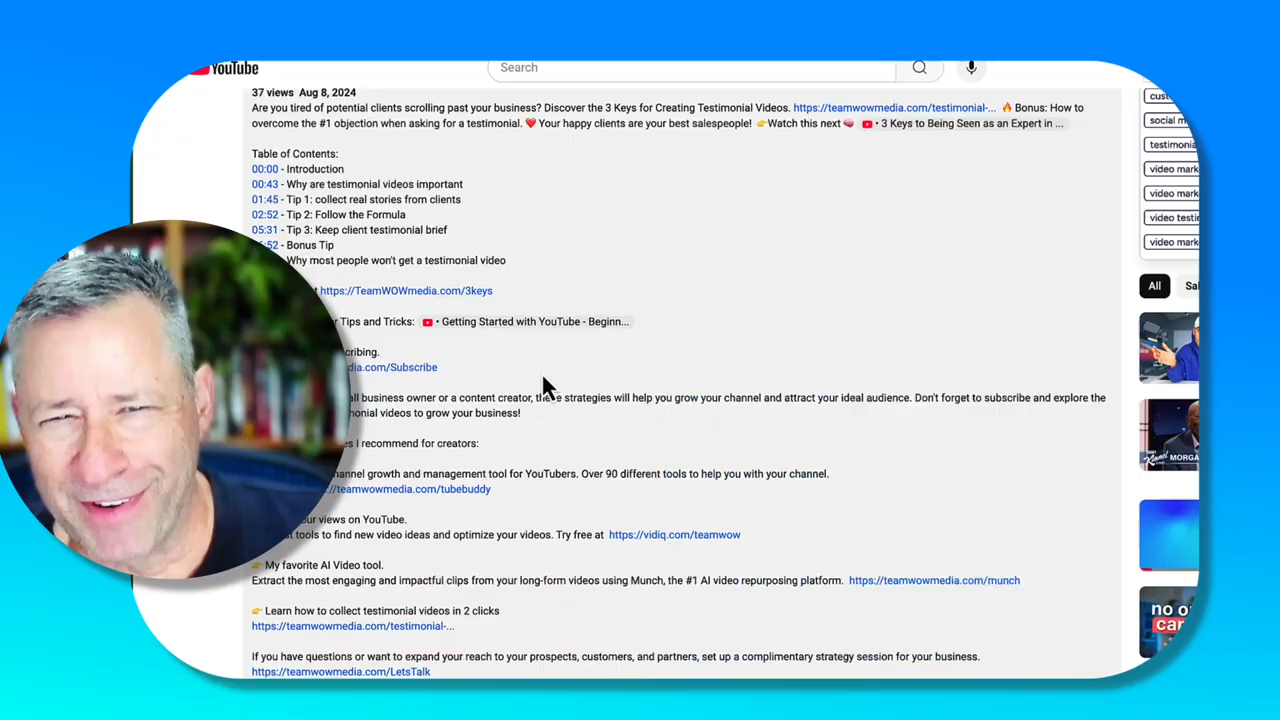 YouTube
Search
37 views Aug 8, 2024
Are you tired of potential clients scrolling past your business? Discover the 3 Keys for Creating Testimonial Videos. https://teamwowmedia.com/testimonial-... 🔥 Bonus: How to
overcome the #1 objection when asking for a testimonial. ❤️ Your happy clients are your best salespeople! 👉Watch this next 🧠 • 3 Keys to Being Seen as an Expert in ...
Table of Contents:
00:00 - Introduction
00:43 - Why are testimonial videos important
01:45 - Tip 1: collect real stories from clients
02:52 - Tip 2: Follow the Formula
05:31 - Tip 3: Keep client testimonial brief
:52 - Bonus Tip
Why most people won't get a testimonial video
https://TeamWOWmedia.com/3keys
Tips and Tricks: • Getting Started with YouTube - Beginn...
cribing.
dia.com/Subscribe
all business owner or a content creator, these strategies will help you grow your channel and attract your ideal audience. Don't forget to subscribe and explore the
monial videos to grow your business!
I recommend for creators:
hannel growth and management tool for YouTubers. Over 90 different tools to help you with your channel.
teamwowmedia.com/tubebuddy
our views on YouTube.
tools to find new video ideas and optimize your videos. Try free at https://vidiq.com/teamwow
👉 My favorite AI Video tool.
Extract the most engaging and impactful clips from your long-form videos using Munch, the #1 AI video repurposing platform. https://teamwowmedia.com/munch
👉 Learn how to collect testimonial videos in 2 clicks
https://teamwowmedia.com/testimonial-...
If you have questions or want to expand your reach to your prospects, customers, and partners, set up a complimentary strategy session for your business.
https://teamwowmedia.com/LetsTalk
cust
social m
testimonia
video mark
video mark
video testi
video mark
All
Sal
MORGA
no o
car